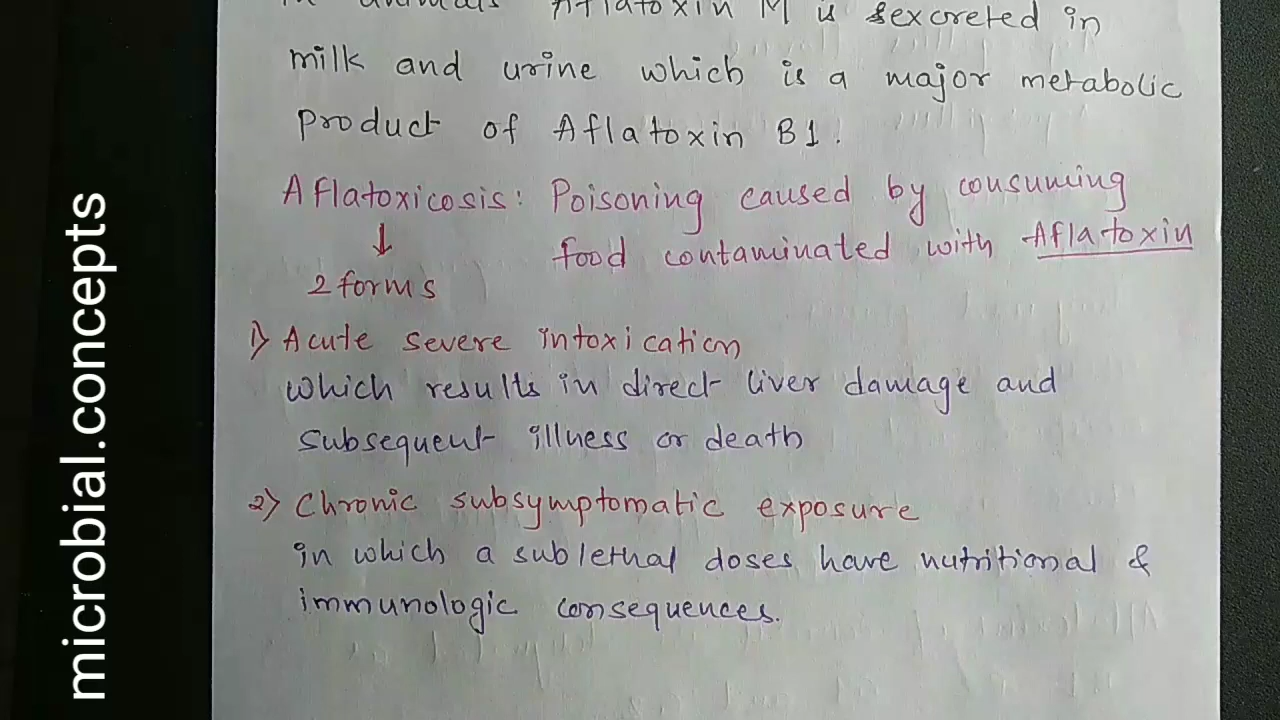 in animals Aflatoxin M is excreted in
milk and urine which is a major metabolic
product of Aflatoxin B1.
Aflatoxicosis: Poisoning caused by consuming
food contaminated with Aflatoxin
↓
2 forms
1) Acute severe intoxication
which results in direct liver damage and
subsequent illness or death
2) Chronic subsymptomatic exposure
in which a sublethal doses have nutritional &
immunologic consequences.
microbial.concepts